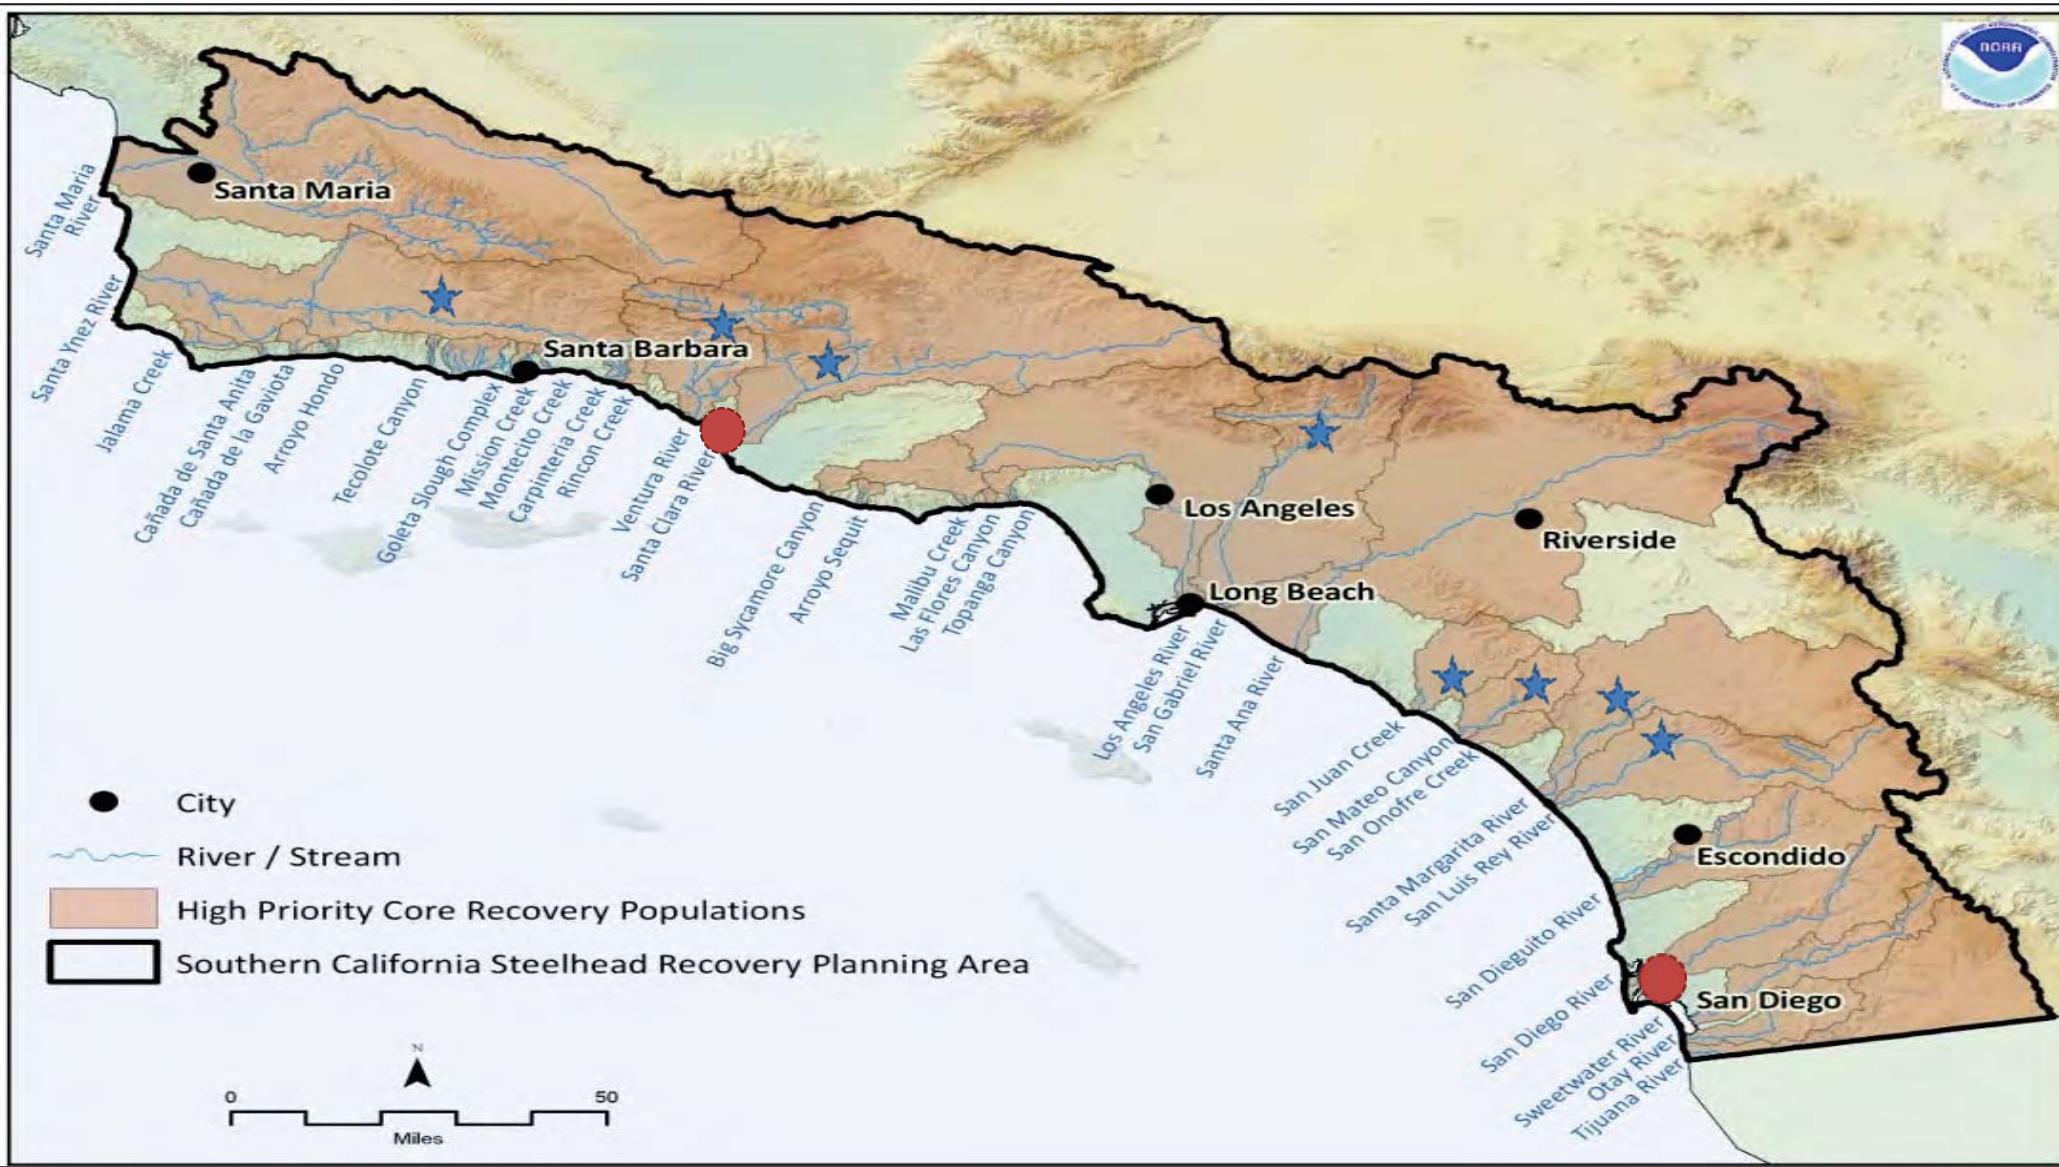 NOAA
Santa Maria
Santa Maria
River
Santa Ynez River
Santa Barbara
Jalama Creek
Cañada de Santa Anita
Cañada de la Gaviota
Arroyo Hondo
Tecolote Canyon
Goleta Slough Complex
Mission Creek
Montecito Creek
Carpinteria Creek
Rincon Creek
Ventura River
Santa Clara River
Big Sycamore Canyon
Arroyo Sequit
Malibu Creek
Las Flores Canyon
Topanga Canyon
Los Angeles
Riverside
Long Beach
Los Angeles River
San Gabriel River
Santa Ana River
San Juan Creek
San Mateo Canyon
San Onofre Creek
Santa Margarita River
San Luis Rey River
Escondido
San Dieguito River
San Diego River
San Diego
Sweetwater River
Otay River
Tijuana River
City
River / Stream
High Priority Core Recovery Populations
Southern California Steelhead Recovery Planning Area
N
0 50
Miles